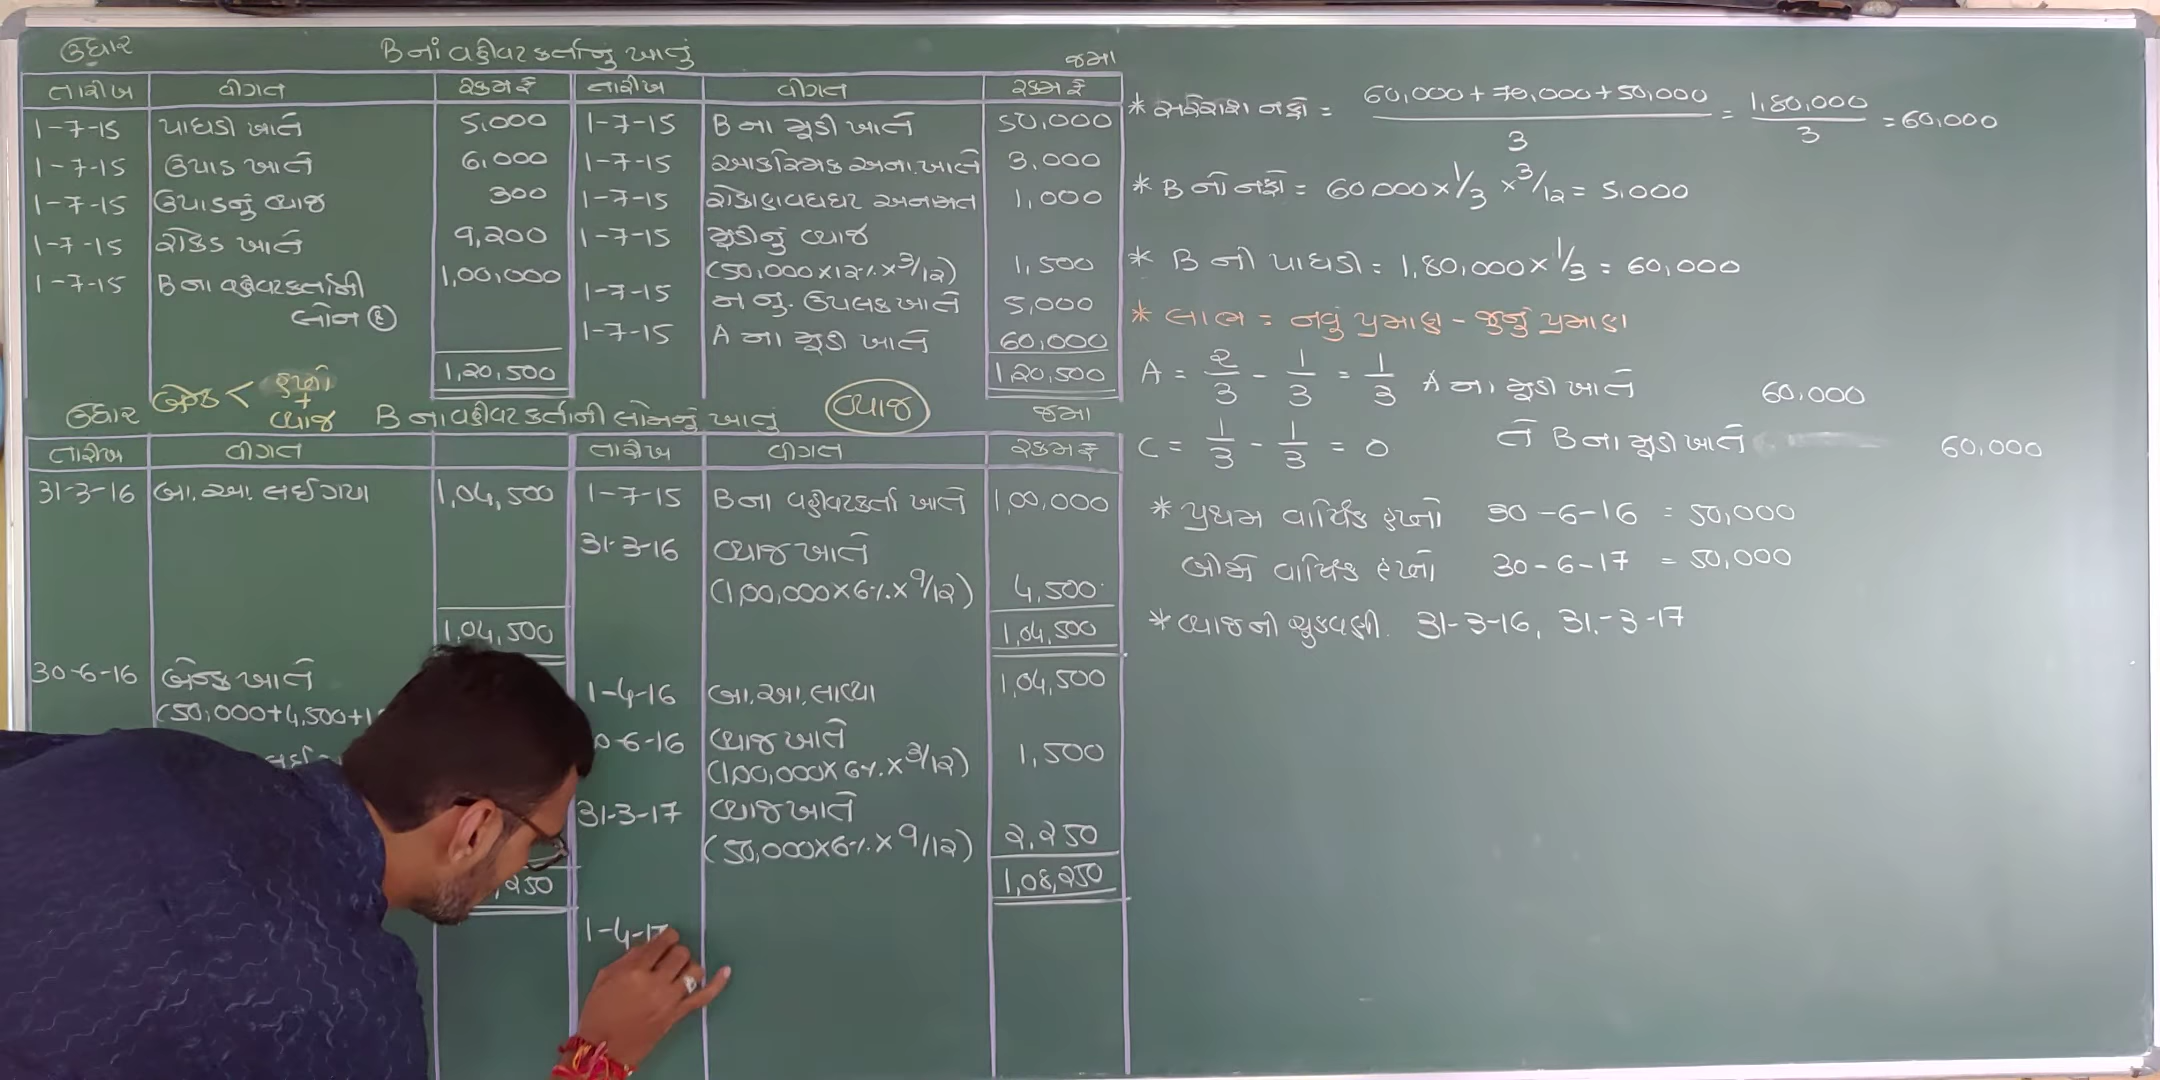 ઉધાર Bનાં વહીવટકર્તાનું ખાતું જમા
તારીખ વીગત રકમ ₹ તારીખ વીગત રકમ ₹
1-7-15 પાઘડી ખાતે 5,000 1-7-15 B ના મૂડી ખાતે 50,000
1-7-15 ઉપાડ ખાતે 6,000 1-7-15 આકસ્મિક અના. ખાતે 3,000
1-7-15 ઉપાડનું વ્યાજ 300 1-7-15 રોકાણ વધઘટ અનામત 1,000
1-7-15 રોકડ ખાતે 9,200 1-7-15 મૂડીનું વ્યાજ
(50,000×12%×3/12) 1,500
1-7-15 B ના વહીવટકર્તાની 1,00,000 1-7-15 ન.નુ. ઉપલક ખાતે 5,000
લોન ખા 1-7-15 A ના મૂડી ખાતે 60,000
1,20,500 1,20,500
બેન્ક < હપ્તો
+
વ્યાજ
ઉધાર B ના વહીવટકર્તાની લોનનું ખાતું વ્યાજ જમા
તારીખ વીગત તારીખ વીગત રકમ ₹
31-3-16 બા.આ. લઈ ગયા 1,04,500 1-7-15 B ના વહીવટકર્તા ખાતે 1,00,000
31-3-16 વ્યાજ ખાતે
(1,00,000×6%×9/12) 4,500
1,04,500 1,04,500
30-6-16 બેન્ક ખાતે
(50,000+4,500+1
1-4-16 બા.આ. લાવ્યા 1,04,500
0-6-16 વ્યાજ ખાતે
(1,00,000×6%×3/12) 1,500
31-3-17 વ્યાજ ખાતે
(50,000×6%×9/12) 2,250
,250 1,08,250
1-4-17
* સરેરાશ નફો = 60,000+70,000+50,000/3 = 1,80,000/3 = 60,000
* B નો નફો = 60,000×1/3 ×3/12 = 5,000
* B ની પાઘડી = 1,80,000×1/3 = 60,000
* લાભ = નવું પ્રમાણ - જુનું પ્રમાણ
A = 2/3 - 1/3 = 1/3 A ના મૂડી ખાતે 60,000
C = 1/3 - 1/3 = 0 તે B ના મૂડી ખાતે 60,000
* પ્રથમ વાર્ષિક હપ્તો 30-6-16 = 50,000
બીજો વાર્ષિક હપ્તો 30-6-17 = 50,000
* વ્યાજની ચુકવણી. 31-3-16, 31-3-17